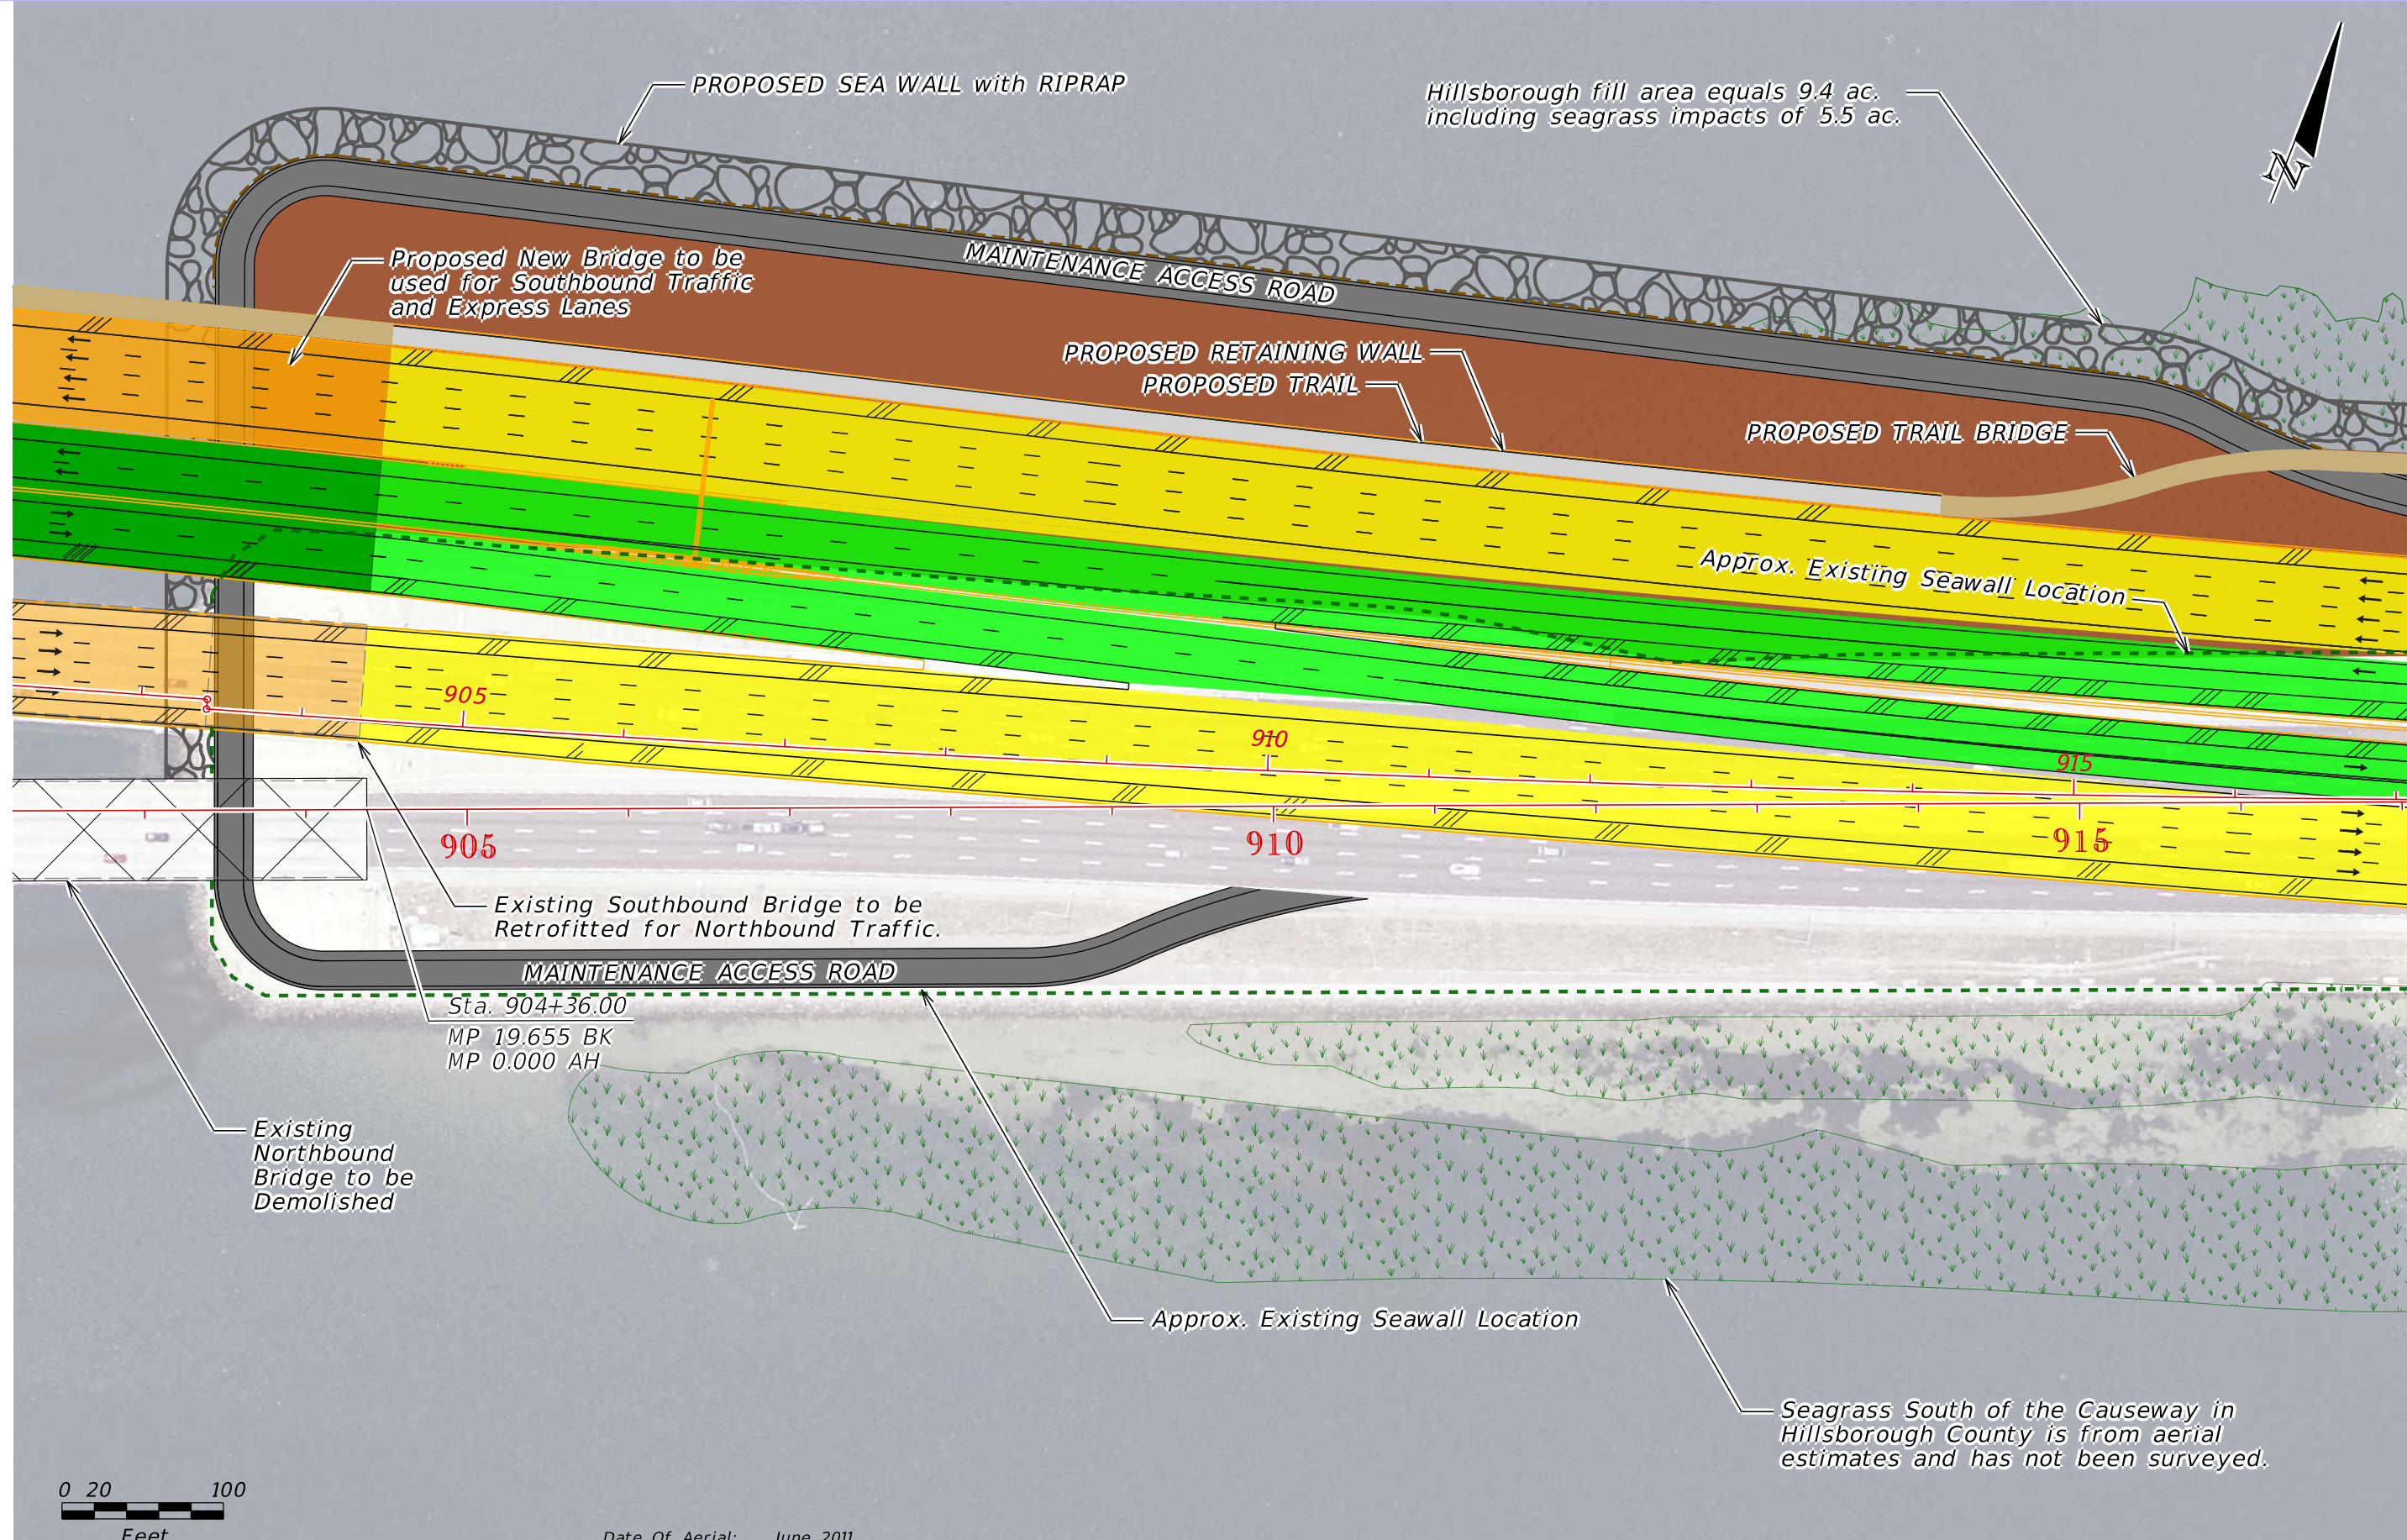 PROPOSED SEA WALL with RIPRAP
Hillsborough fill area equals 9.4 ac.
including seagrass impacts of 5.5 ac.
N
MAINTENANCE ACCESS ROAD
Proposed New Bridge to be
used for Southbound Traffic
and Express Lanes
PROPOSED RETAINING WALL
PROPOSED TRAIL
PROPOSED TRAIL BRIDGE
Approx. Existing Seawall Location
905
910
915
905
910
915
Existing Southbound Bridge to be
Retrofitted for Northbound Traffic.
MAINTENANCE ACCESS ROAD
Sta. 904+36.00
MP 19.655 BK
MP 0.000 AH
Existing
Northbound
Bridge to be
Demolished
Approx. Existing Seawall Location
Seagrass South of the Causeway in
Hillsborough County is from aerial
estimates and has not been surveyed.
0 20 100
Feet
Date Of Aerial: June 2011